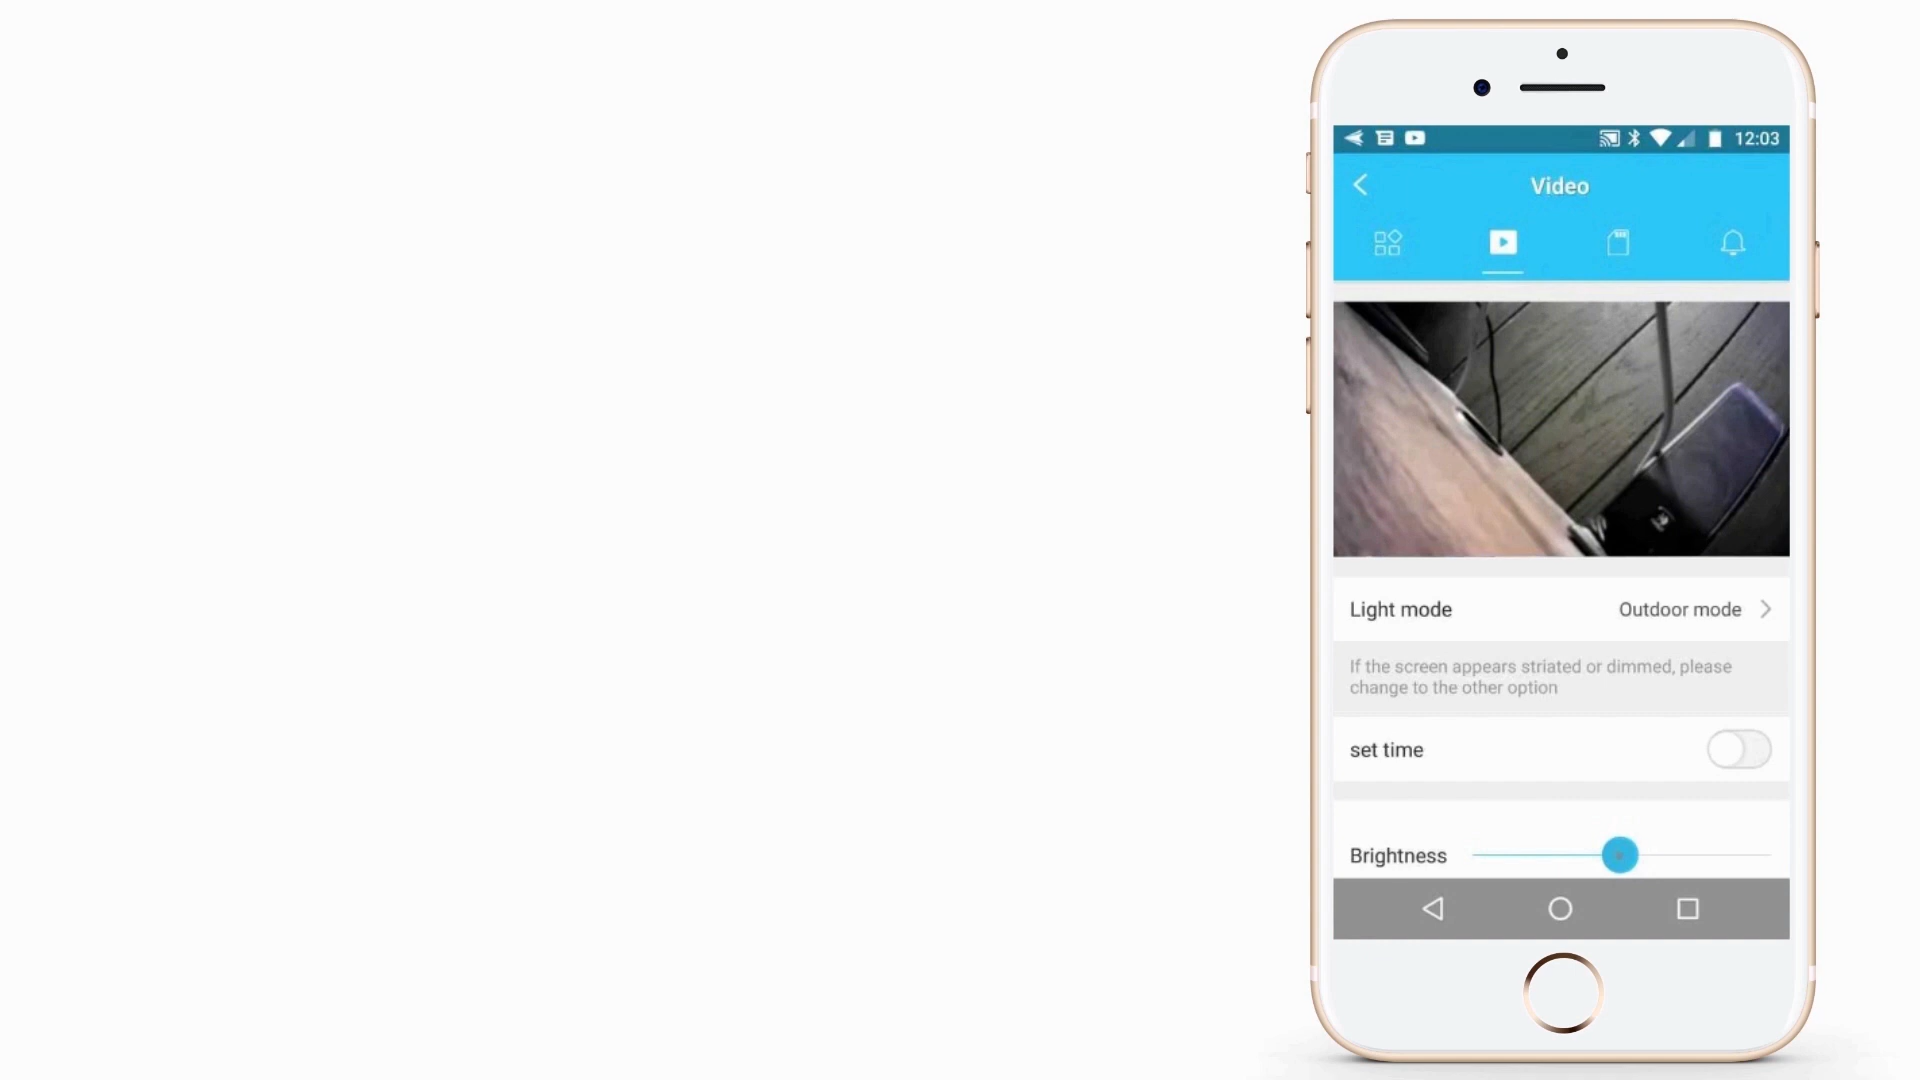 12:03
Video
Light mode Outdoor mode
If the screen appears striated or dimmed, please
change to the other option
set time
Brightness